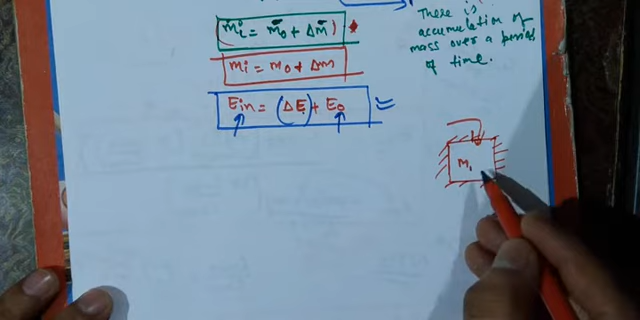 (ṁi = ṁo + Δṁ) *
mi = mo + Δm
Ein = (ΔE) + Eo =
There is
accumulation of
mass over a period
of time.
m1